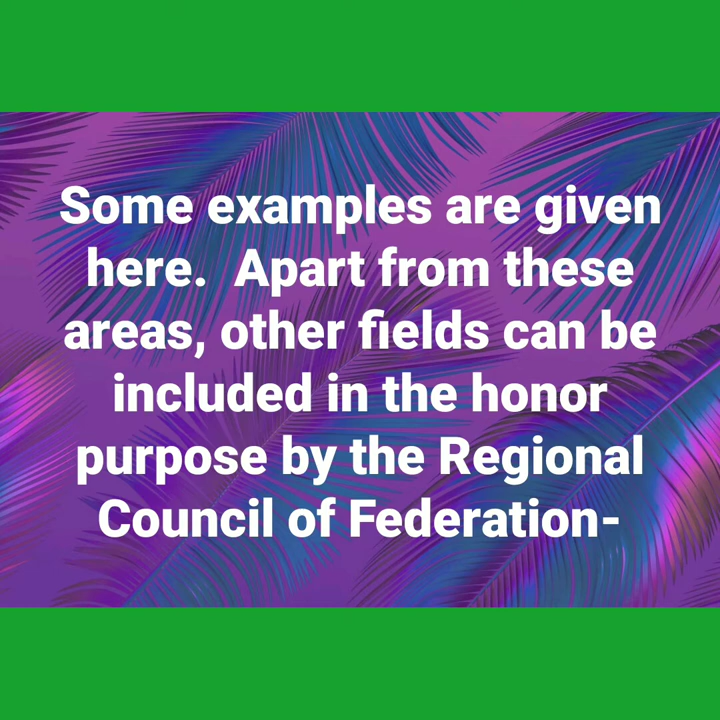 Some examples are given
here.  Apart from these
areas, other fields can be
included in the honor
purpose by the Regional
Council of Federation-